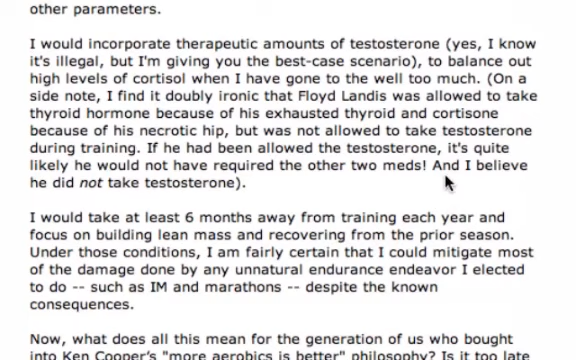 other parameters.
I would incorporate therapeutic amounts of testosterone (yes, I know
it's illegal, but I'm giving you the best-case scenario), to balance out
high levels of cortisol when I have gone to the well too much. (On a
side note, I find it doubly ironic that Floyd Landis was allowed to take
thyroid hormone because of his exhausted thyroid and cortisone
because of his necrotic hip, but was not allowed to take testosterone
during training. If he had been allowed the testosterone, it's quite
likely he would not have required the other two meds! And I believe
he did not take testosterone).
I would take at least 6 months away from training each year and
focus on building lean mass and recovering from the prior season.
Under those conditions, I am fairly certain that I could mitigate most
of the damage done by any unnatural endurance endeavor I elected
to do -- such as IM and marathons -- despite the known
consequences.
Now, what does all this mean for the generation of us who bought
into Ken Cooper's "more aerobics is better" philosophy? Is it too late